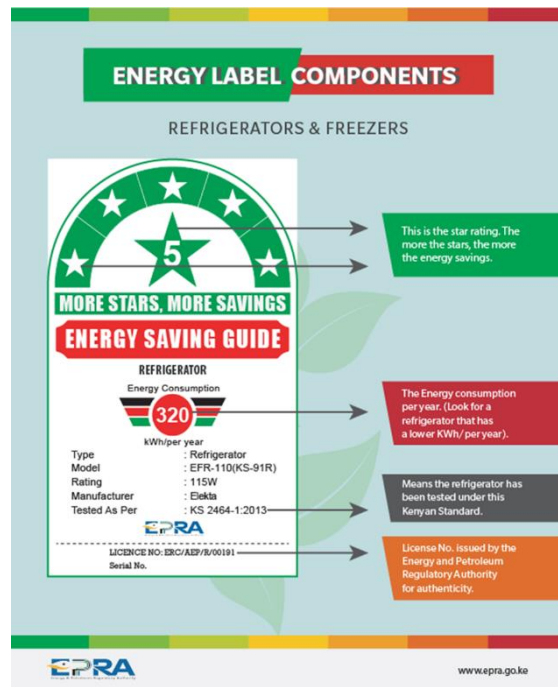 ENERGY LABEL COMPONENTS
REFRIGERATORS & FREEZERS
5
MORE STARS, MORE SAVINGS
ENERGY SAVING GUIDE
REFRIGERATOR
Energy Consumption
320
kWh/per year
Type : Refrigerator
Model : EFR-110(KS-91R)
Rating : 115W
Manufacturer : Elekta
Tested As Per : KS 2464-1:2013
EPRA
LICENCE NO: ERC/AEP/R/00191
Serial No.
This is the star rating. The
more the stars, the more
the energy savings.
The Energy consumption
per year. (Look for a
refrigerator that has
a lower KWh/per year).
Means the refrigerator has
been tested under this
Kenyan Standard.
License No. issued by the
Energy and Petroleum
Regulatory Authority
for authenticity.
EPRA
Energy & Petroleum Regulatory Authority
www.epra.go.ke